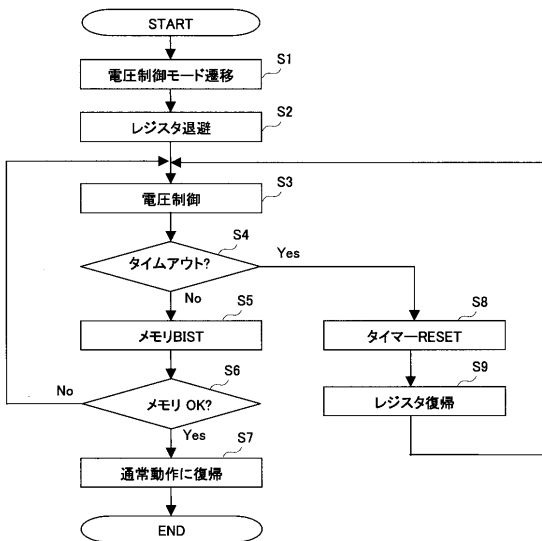 START
S1
電圧制御モード遷移
S2
レジスタ退避
S3
電圧制御
S4
タイムアウト?
Yes
No
S5
メモリBIST
S8
タイマーRESET
S6
メモリ OK?
No
Yes
S9
レジスタ復帰
S7
通常動作に復帰
END